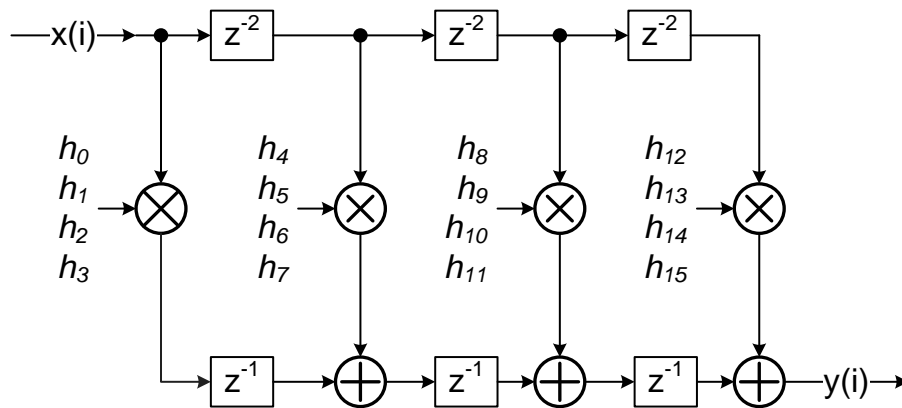 x(i)
z⁻²
z⁻²
z⁻²
h₀
h₁
h₂
h₃
h₄
h₅
h₆
h₇
h₈
h₉
h₁₀
h₁₁
h₁₂
h₁₃
h₁₄
h₁₅
z⁻¹
z⁻¹
z⁻¹
y(i)